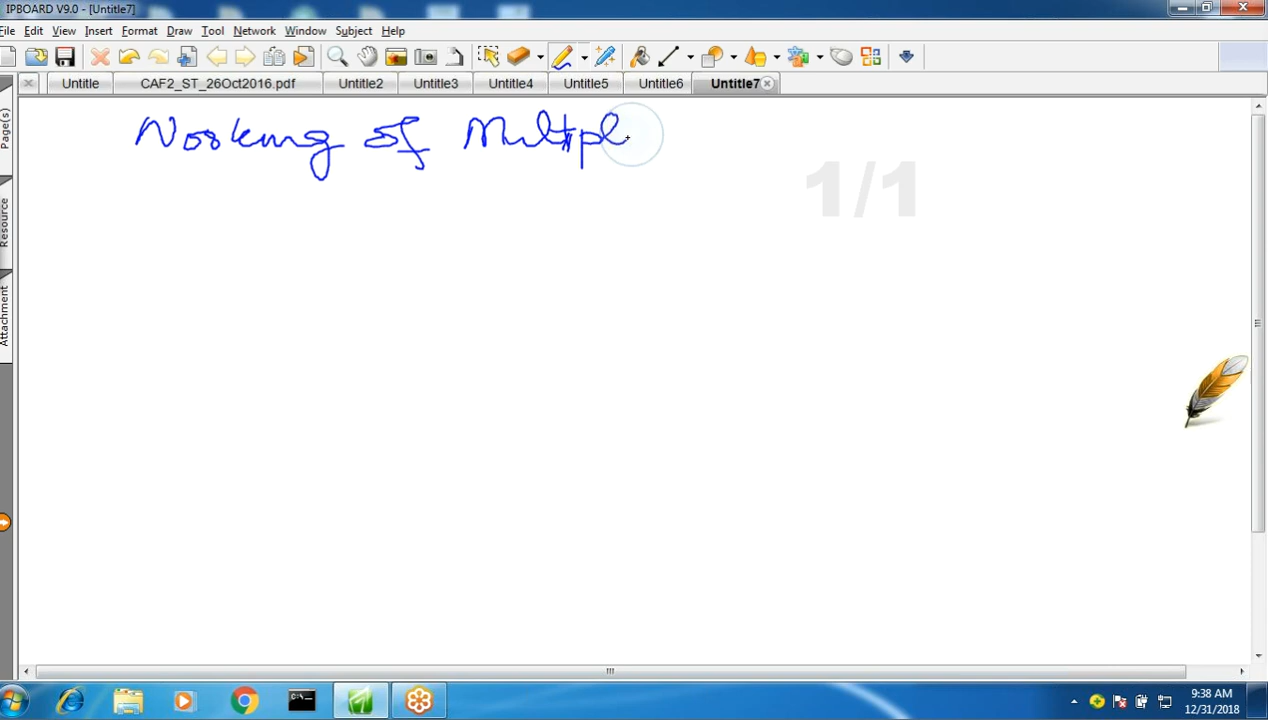 IPBOARD V9.0 - [Untitle7]
File Edit View Insert Format Draw Tool Network Window Subject Help
Untitle CAF2_ST_26Oct2016.pdf Untitle2 Untitle3 Untitle4 Untitle5 Untitle6 Untitle7
Page(s)
Resource
Attachment
Working of Multipl
1/1
9:38 AM
12/31/2018